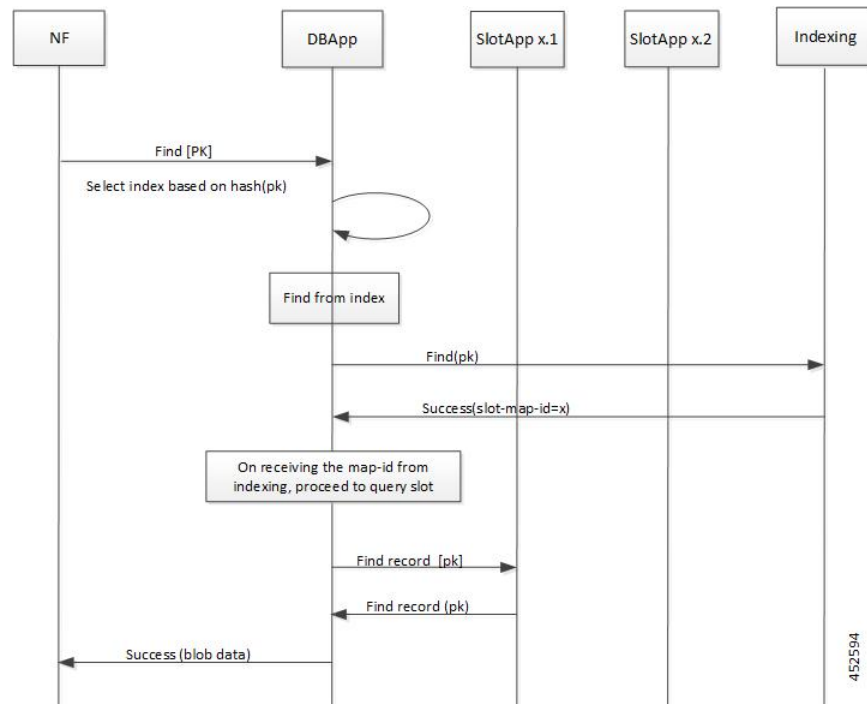 NF
DBApp
SlotApp x.1
SlotApp x.2
Indexing
Find [PK]
Select index based on hash(pk)
Find from index
Find(pk)
Success(slot-map-id=x)
On receiving the map-id from
indexing, proceed to query slot
Find record [pk]
Find record (pk)
Success (blob data)
452594